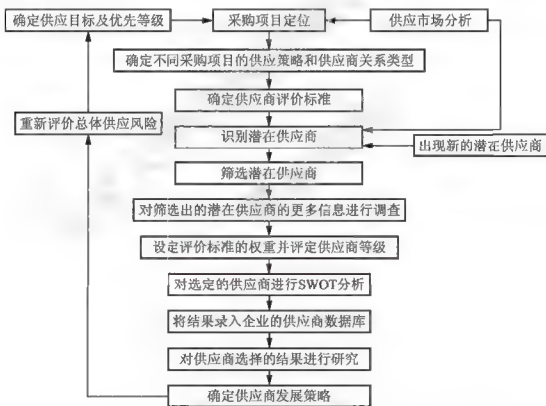 确定供应目标及优先等级
采购项目定位
供应市场分析
确定不同采购项目的供应策略和供应商关系类型
确定供应商评价标准
重新评价总体供应风险
识别潜在供应商
出现新的潜在供应商
筛选潜在供应商
对筛选出的潜在供应商的更多信息进行调查
设定评价标准的权重并评定供应商等级
对选定的供应商进行SWOT分析
将结果录入企业的供应商数据库
对供应商选择的结果进行研究
确定供应商发展策略